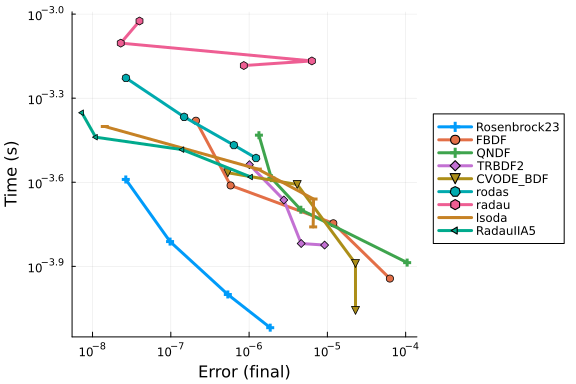 10⁻³·⁰
10⁻³·³
10⁻³·⁶
10⁻³·⁹
Time (s)
10⁻⁸ 10⁻⁷ 10⁻⁶ 10⁻⁵ 10⁻⁴
Error (final)
Rosenbrock23
FBDF
QNDF
TRBDF2
CVODE_BDF
rodas
radau
lsoda
RadauIIA5